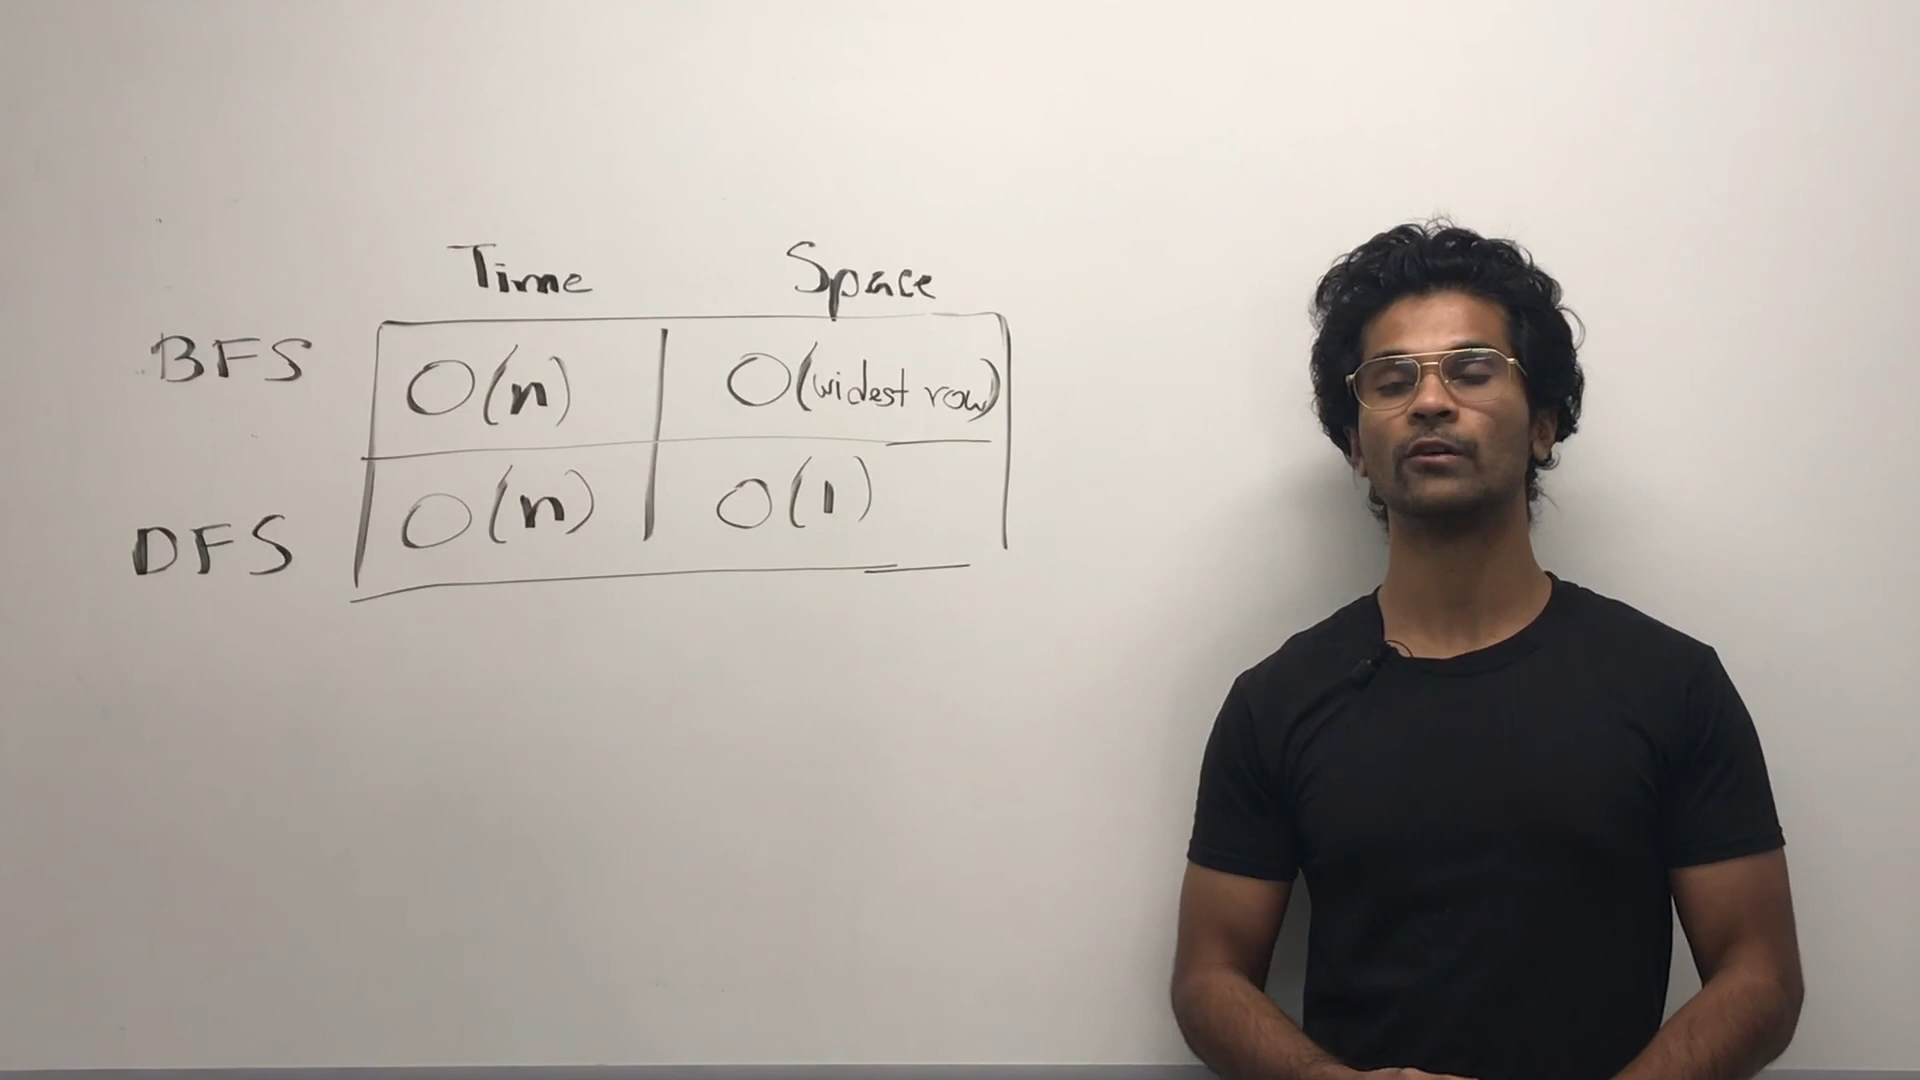 Time Space
BFS O(n) O(widest row)
DFS O(n) O(1)